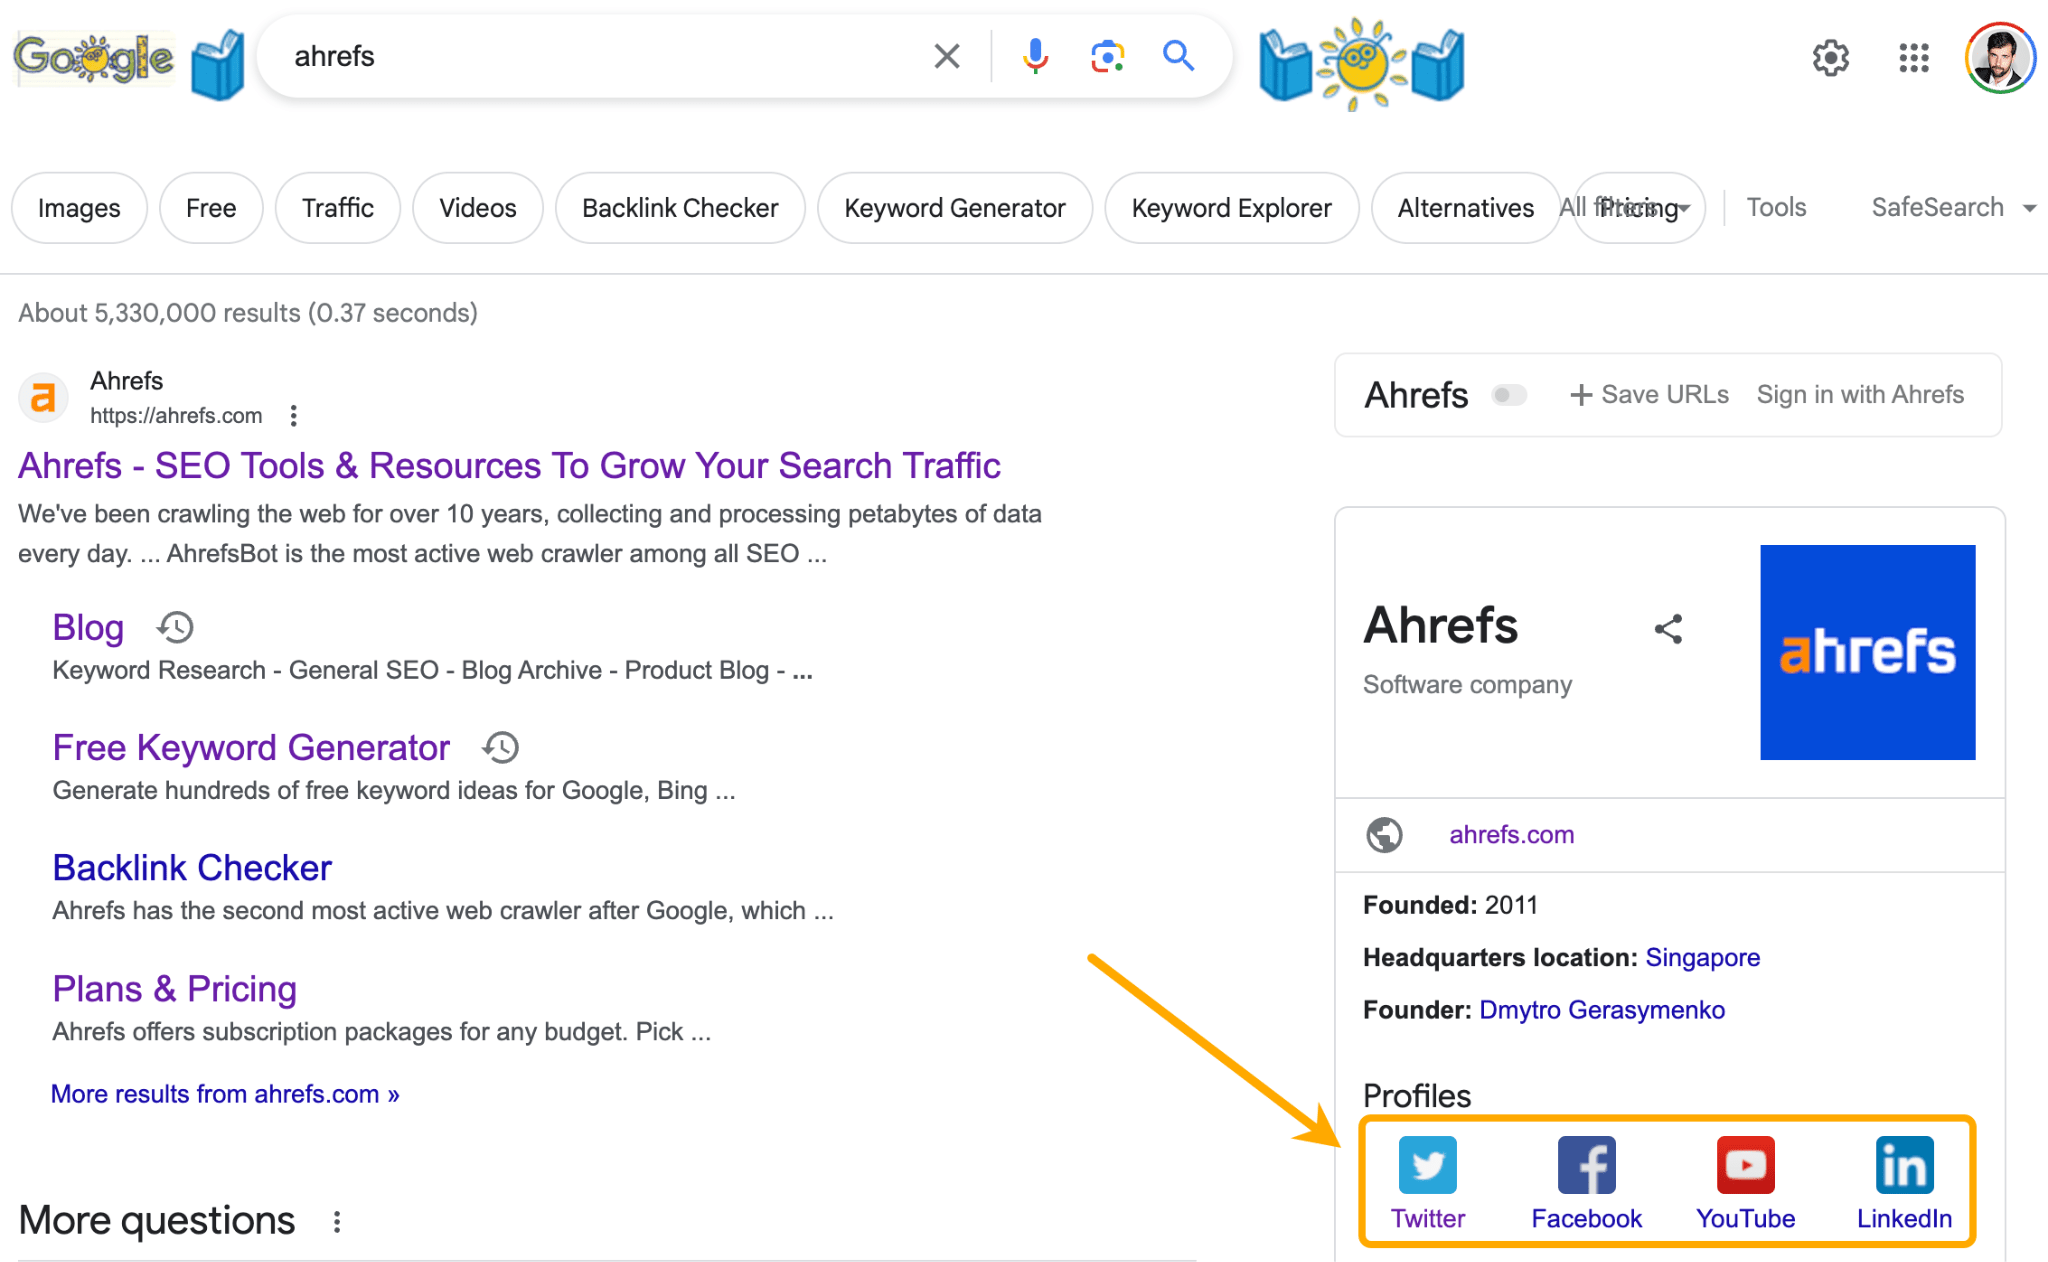 Google
ahrefs
Images
Free
Traffic
Videos
Backlink Checker
Keyword Generator
Keyword Explorer
Alternatives
All filters
Pricing
Tools
SafeSearch
About 5,330,000 results (0.37 seconds)
a
Ahrefs
https://ahrefs.com
Ahrefs - SEO Tools & Resources To Grow Your Search Traffic
We've been crawling the web for over 10 years, collecting and processing petabytes of data
every day. ... AhrefsBot is the most active web crawler among all SEO ...
Blog
Keyword Research - General SEO - Blog Archive - Product Blog - ...
Free Keyword Generator
Generate hundreds of free keyword ideas for Google, Bing ...
Backlink Checker
Ahrefs has the second most active web crawler after Google, which ...
Plans & Pricing
Ahrefs offers subscription packages for any budget. Pick ...
More results from ahrefs.com »
More questions
Ahrefs
+ Save URLs
Sign in with Ahrefs
Ahrefs
Software company
ahrefs
ahrefs.com
Founded: 2011
Headquarters location: Singapore
Founder: Dmytro Gerasymenko
Profiles
Twitter
Facebook
YouTube
in
LinkedIn